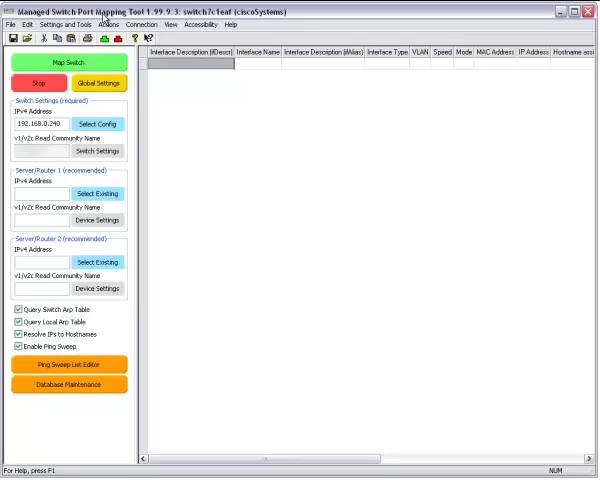 Managed Switch Port Mapping Tool 1.99.9.3: switch7c1eaf (ciscoSystems)
File Edit Settings and Tools Actions Connection View Accessibility Help
Interface Description (ifDescr) Interface Name Interface Description (ifAlias) Interface Type VLAN Speed Mode MAC Address IP Address Hostname assi
Map Switch
Stop Global Settings
Switch Settings (required)
IPv4 Address
192.168.0.240 Select Config
v1/v2c Read Community Name
Switch Settings
Server/Router 1 (recommended)
IPv4 Address
Select Existing
v1/v2c Read Community Name
Device Settings
Server/Router 2 (recommended)
IPv4 Address
Select Existing
v1/v2c Read Community Name
Device Settings
Query Switch Arp Table
Query Local Arp Table
Resolve IPs to Hostnames
Enable Ping Sweep
Ping Sweep List Editor
Database Maintenance
For Help, press F1 NUM